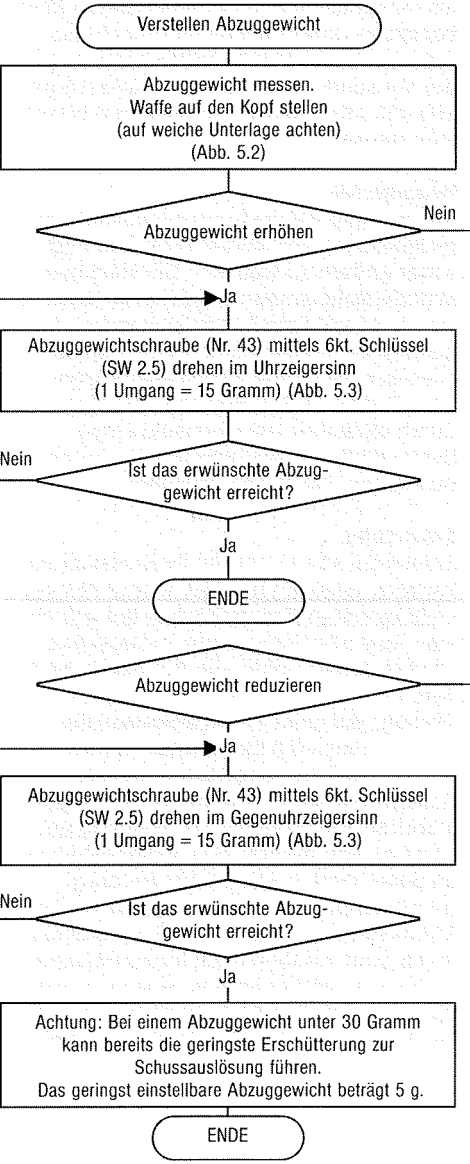 Verstellen Abzuggewicht
Abzuggewicht messen.
Waffe auf den Kopf stellen
(auf weiche Unterlage achten)
(Abb. 5.2)
Nein
Abzuggewicht erhöhen
Ja
Abzuggewichtschraube (Nr. 43) mittels 6kt. Schlüssel
(SW 2.5) drehen im Uhrzeigersinn
(1 Umgang = 15 Gramm) (Abb. 5.3)
Nein
Ist das erwünschte Abzug-
gewicht erreicht?
Ja
ENDE
Abzuggewicht reduzieren
Ja
Abzuggewichtschraube (Nr. 43) mittels 6kt. Schlüssel
(SW 2.5) drehen im Gegenuhrzeigersinn
(1 Umgang = 15 Gramm) (Abb. 5.3)
Nein
Ist das erwünschte Abzug-
gewicht erreicht?
Ja
Achtung: Bei einem Abzuggewicht unter 30 Gramm
kann bereits die geringste Erschütterung zur
Schussauslösung führen.
Das geringst einstellbare Abzuggewicht beträgt 5 g.
ENDE